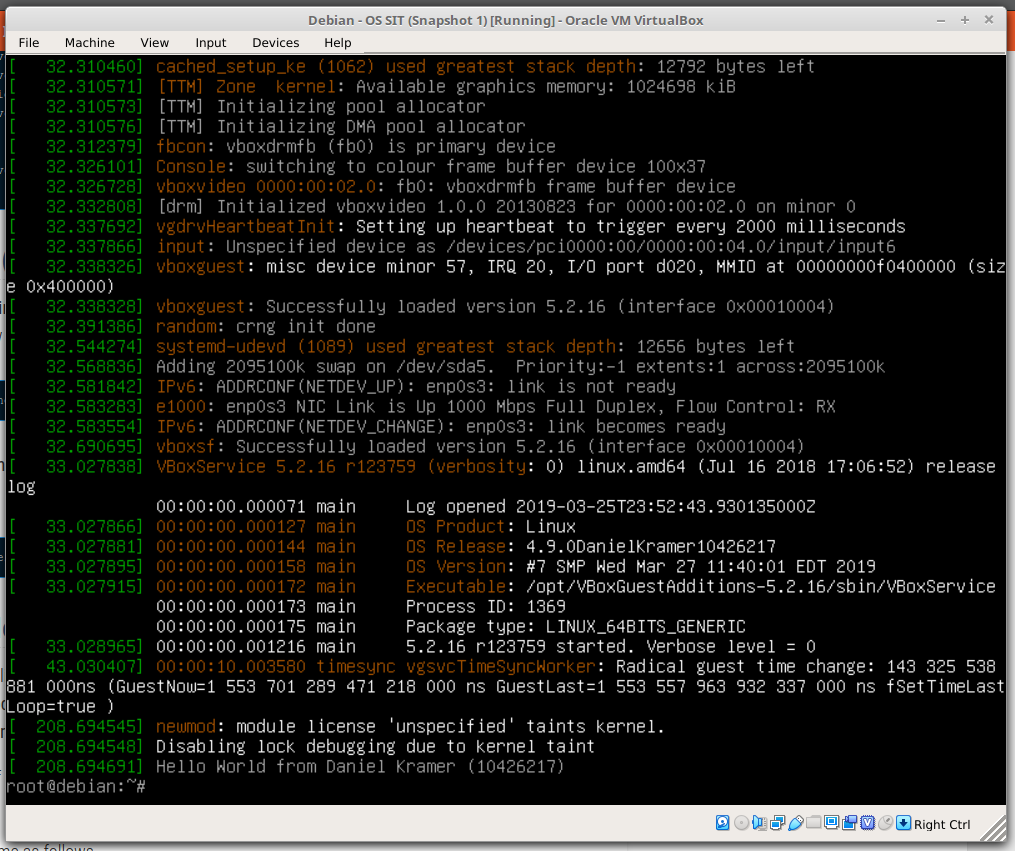 Debian - OS SIT (Snapshot 1) [Running] - Oracle VM VirtualBox
File Machine View Input Devices Help
[   32.310460] cached_setup_ke (1062) used greatest stack depth: 12792 bytes left
[   32.310571] [TTM] Zone  kernel: Available graphics memory: 1024698 kiB
[   32.310573] [TTM] Initializing pool allocator
[   32.310576] [TTM] Initializing DMA pool allocator
[   32.312379] fbcon: vboxdrmfb (fb0) is primary device
[   32.326101] Console: switching to colour frame buffer device 100x37
[   32.326728] vboxvideo 0000:00:02.0: fb0: vboxdrmfb frame buffer device
[   32.332808] [drm] Initialized vboxvideo 1.0.0 20130823 for 0000:00:02.0 on minor 0
[   32.337692] vgdrvHeartbeatInit: Setting up heartbeat to trigger every 2000 milliseconds
[   32.337866] input: Unspecified device as /devices/pci0000:00/0000:00:04.0/input/input6
[   32.338326] vboxguest: misc device minor 57, IRQ 20, I/O port d020, MMIO at 00000000f0400000 (siz
e 0x400000)
[   32.338328] vboxguest: Successfully loaded version 5.2.16 (interface 0x00010004)
[   32.391386] random: crng init done
[   32.544274] systemd-udevd (1089) used greatest stack depth: 12656 bytes left
[   32.568836] Adding 2095100k swap on /dev/sda5.  Priority:-1 extents:1 across:2095100k
[   32.581842] IPv6: ADDRCONF(NETDEV_UP): enp0s3: link is not ready
[   32.583283] e1000: enp0s3 NIC Link is Up 1000 Mbps Full Duplex, Flow Control: RX
[   32.583554] IPv6: ADDRCONF(NETDEV_CHANGE): enp0s3: link becomes ready
[   32.690695] vboxsf: Successfully loaded version 5.2.16 (interface 0x00010004)
[   33.027838] VBoxService 5.2.16 r123759 (verbosity: 0) linux.amd64 (Jul 16 2018 17:06:52) release
log
00:00:00.000071 main     Log opened 2019-03-25T23:52:43.930135000Z
[   33.027866] 00:00:00.000127 main     OS Product: Linux
[   33.027881] 00:00:00.000144 main     OS Release: 4.9.0DanielKramer10426217
[   33.027895] 00:00:00.000158 main     OS Version: #7 SMP Wed Mar 27 11:40:01 EDT 2019
[   33.027915] 00:00:00.000172 main     Executable: /opt/VBoxGuestAdditions-5.2.16/sbin/VBoxService
00:00:00.000173 main     Process ID: 1369
00:00:00.000175 main     Package type: LINUX_64BITS_GENERIC
[   33.028965] 00:00:00.001216 main     5.2.16 r123759 started. Verbose level = 0
[   43.030407] 00:00:10.003580 timesync vgsvcTimeSyncWorker: Radical guest time change: 143 325 538
881 000ns (GuestNow=1 553 701 289 471 218 000 ns GuestLast=1 553 557 963 932 337 000 ns fSetTimeLast
Loop=true )
[  208.694545] newmod: module license 'unspecified' taints kernel.
[  208.694548] Disabling lock debugging due to kernel taint
[  208.694691] Hello World from Daniel Kramer (10426217)
root@debian:~#
Right Ctrl